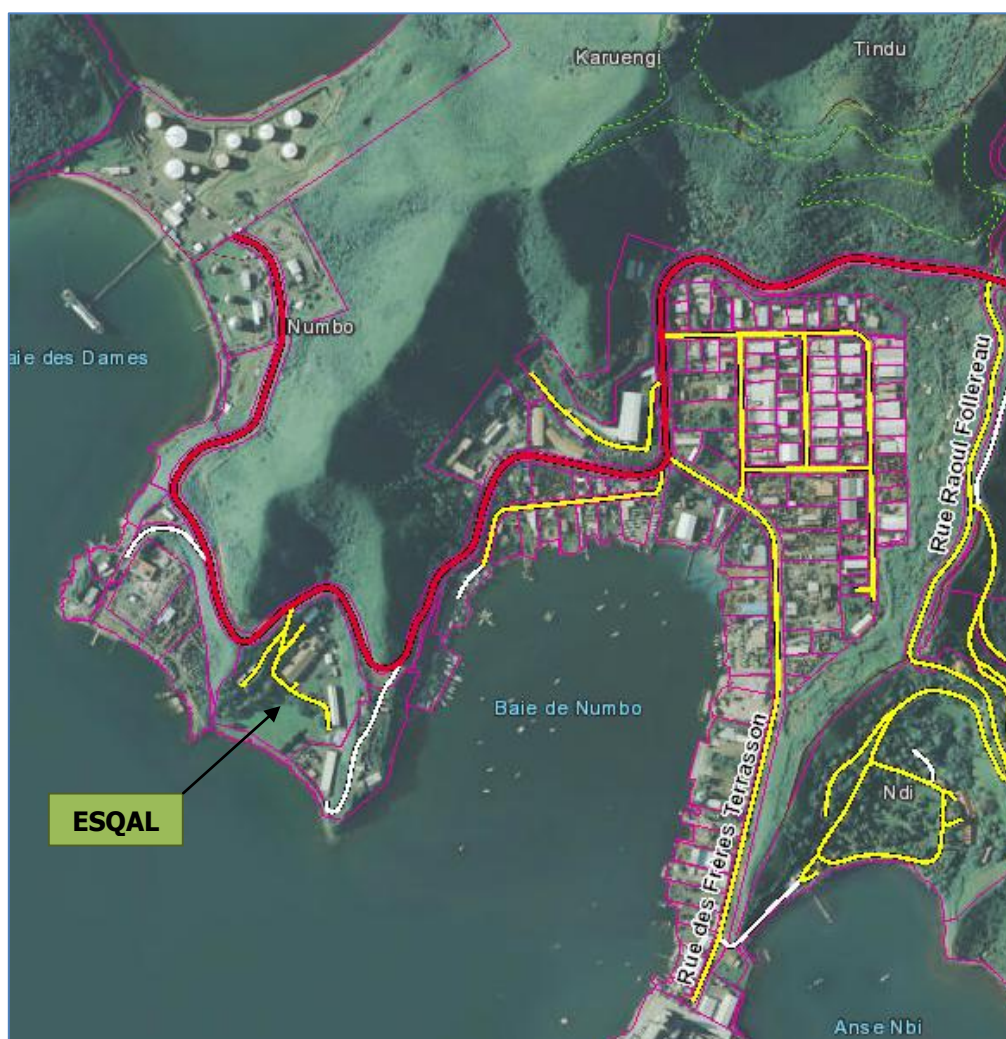 Karuengi
Tindu
Numbo
aie des Dames
Rue Raoul Follereau
Baie de Numbo
ESQAL
Rue des Frères Terrasson
Ndi
Anse Nbi